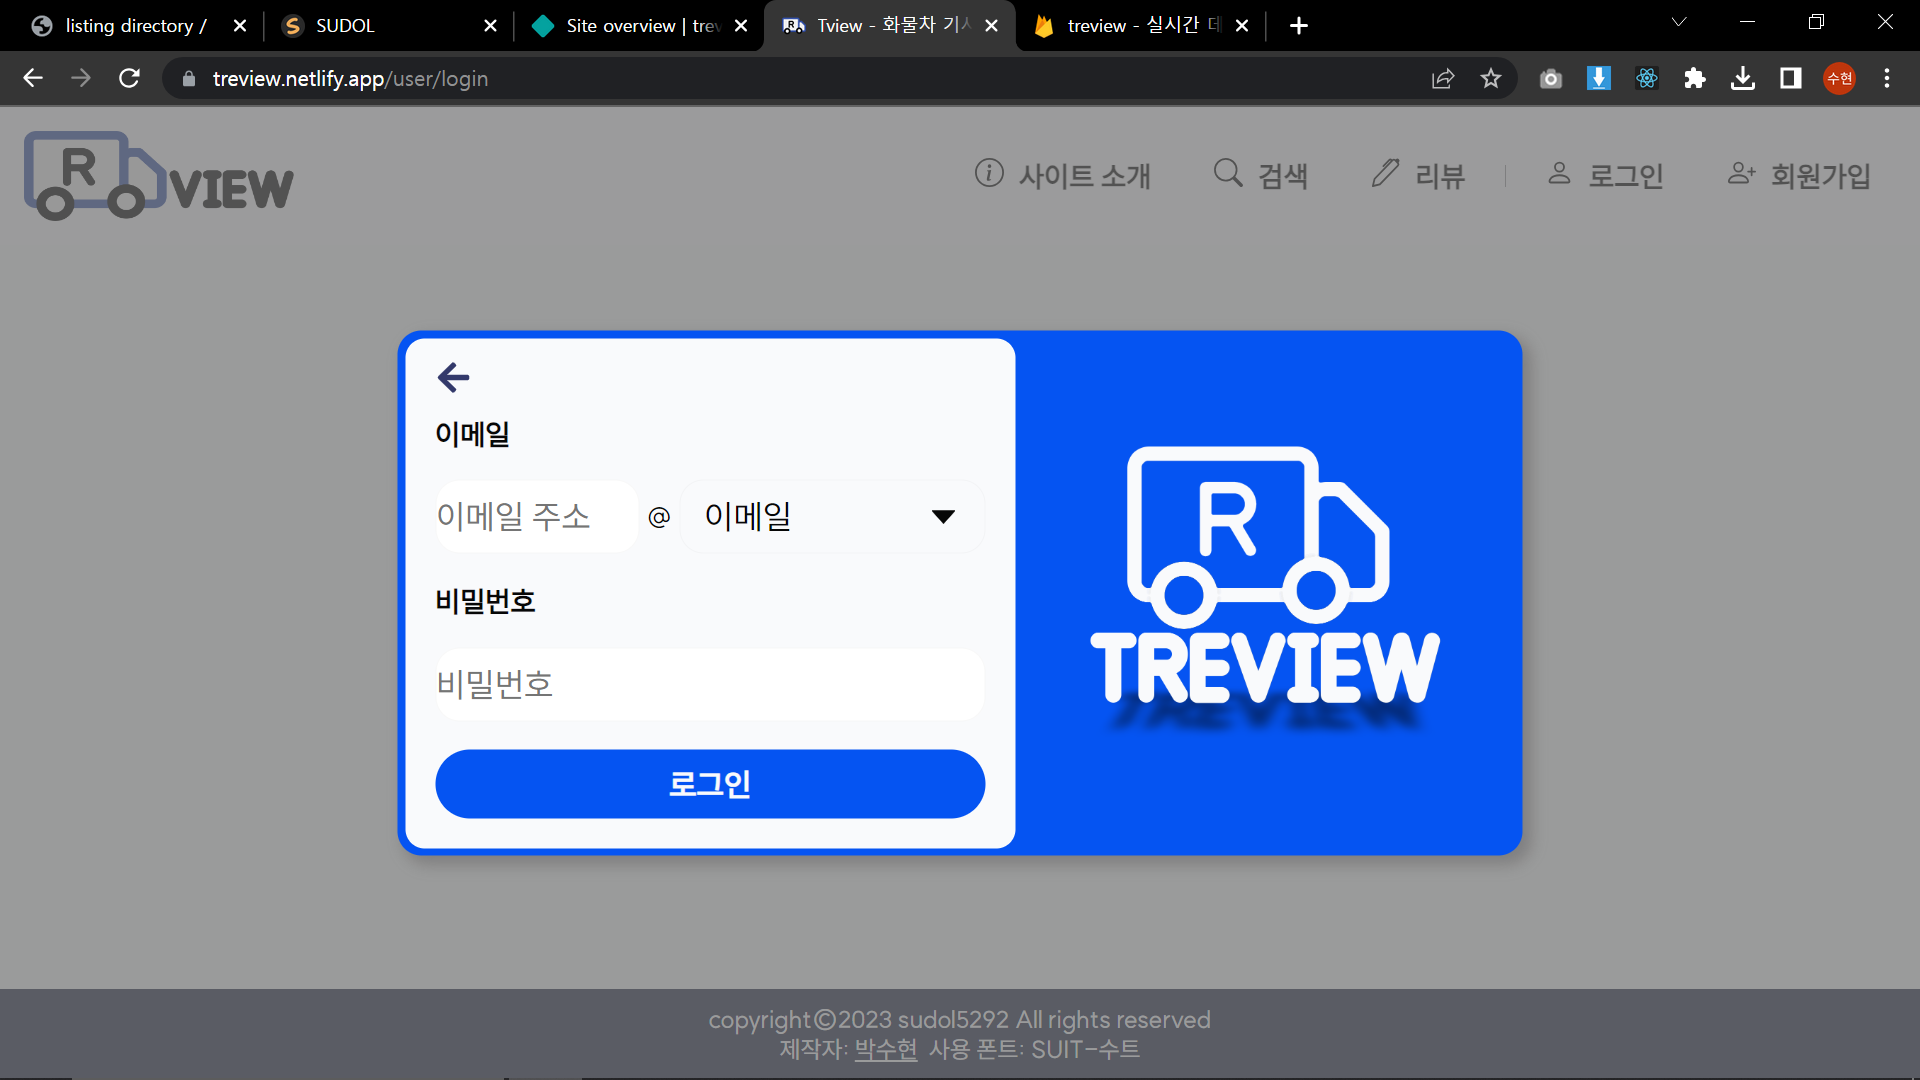 listing directory /
SUDOL
Site overview | trev
Tview - 화물차 기사
treview - 실시간 데
treview.netlify.app/user/login
수현
R VIEW
사이트 소개
검색
리뷰
로그인
회원가입
이메일
이메일 주소 @ 이메일
비밀번호
비밀번호
로그인
R
TREVIEW
copyright©2023 sudol5292 All rights reserved
제작자: 박수현 사용 폰트: SUIT-수트